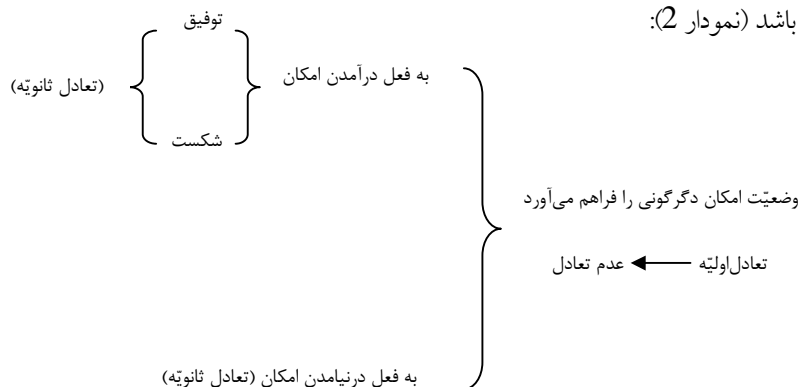 باشد (نمودار 2):
توفیق
به فعل درآمدن امکان
(تعادل ثانویّه)
شکست
وضعیّت امکان دگرگونی را فراهم می‌آورد
تعادل‌اولیّه عدم تعادل
به فعل درنیامدن امکان (تعادل ثانویّه)